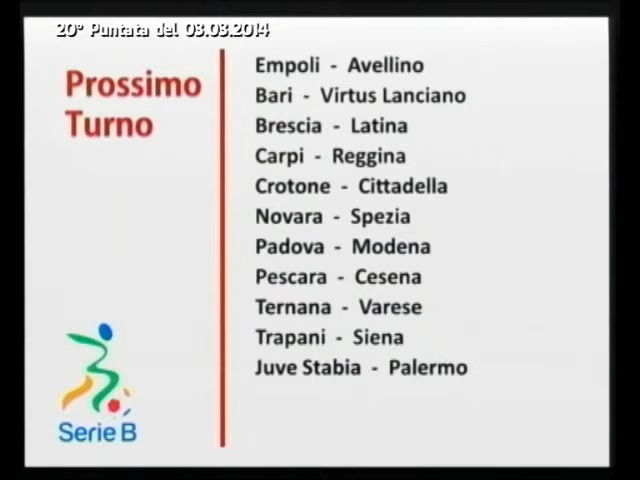 20° Puntata del 03.03.2014
Prossimo
Turno
Empoli - Avellino
Bari - Virtus Lanciano
Brescia - Latina
Carpi - Reggina
Crotone - Cittadella
Novara - Spezia
Padova - Modena
Pescara - Cesena
Ternana - Varese
Trapani - Siena
Juve Stabia - Palermo
Serie B